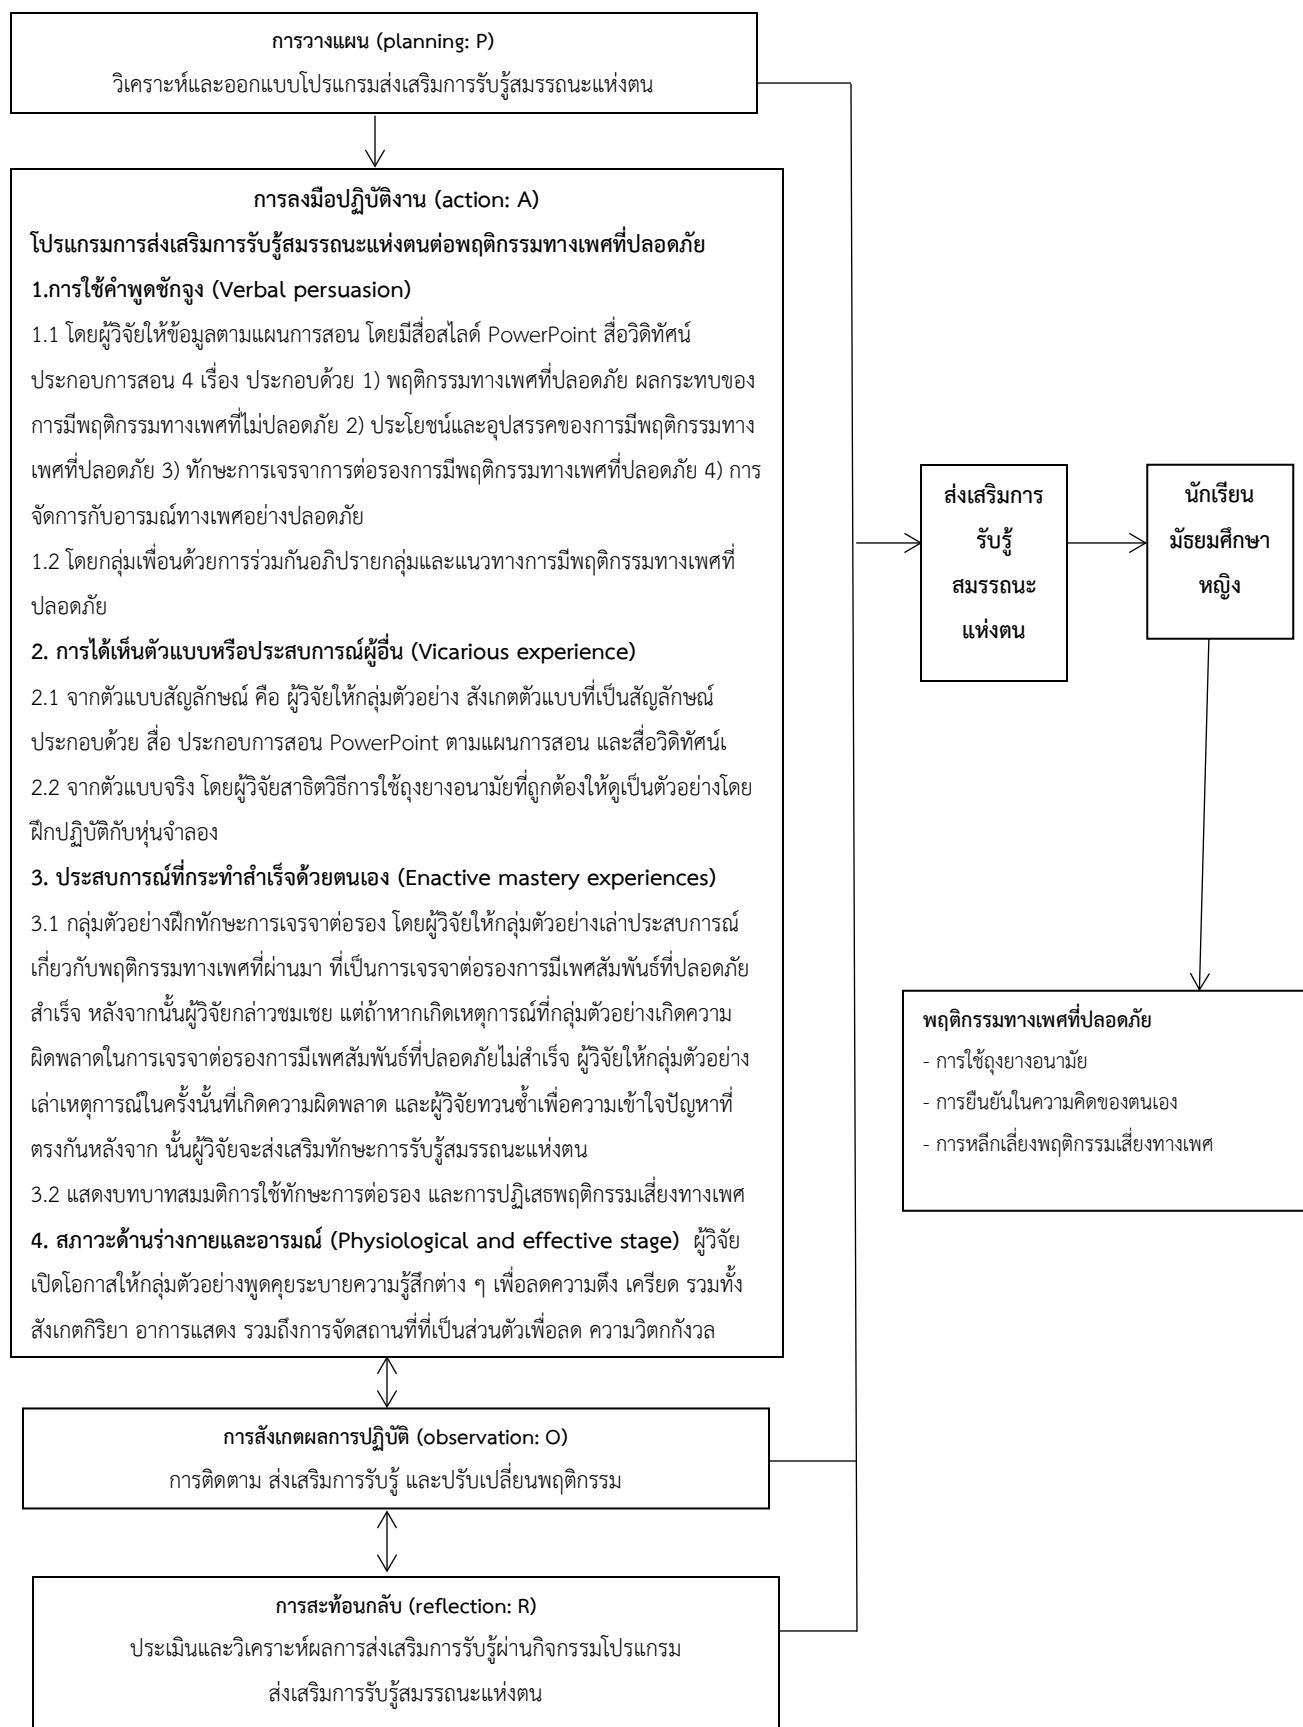 การวางแผน (planning: P)
วิเคราะห์และออกแบบโปรแกรมส่งเสริมการรับรู้สมรรถนะแห่งตน
การลงมือปฏิบัติงาน (action: A)
โปรแกรมการส่งเสริมการรับรู้สมรรถนะแห่งตนต่อพฤติกรรมทางเพศที่ปลอดภัย
1.การใช้คำพูดชักจูง (Verbal persuasion)
1.1 โดยผู้วิจัยให้ข้อมูลตามแผนการสอน โดยมีสื่อสไลด์ PowerPoint สื่อวิดิทัศน์
ประกอบการสอน 4 เรื่อง ประกอบด้วย 1) พฤติกรรมทางเพศที่ปลอดภัย ผลกระทบของ
การมีพฤติกรรมทางเพศที่ไม่ปลอดภัย 2) ประโยชน์และอุปสรรคของการมีพฤติกรรมทาง
เพศที่ปลอดภัย 3) ทักษะการเจรจาการต่อรองการมีพฤติกรรมทางเพศที่ปลอดภัย 4) การ
จัดการกับอารมณ์ทางเพศอย่างปลอดภัย
1.2 โดยกลุ่มเพื่อนด้วยการร่วมกันอภิปรายกลุ่มและแนวทางการมีพฤติกรรมทางเพศที่
ปลอดภัย
2. การได้เห็นตัวแบบหรือประสบการณ์ผู้อื่น (Vicarious experience)
2.1 จากตัวแบบสัญลักษณ์ คือ ผู้วิจัยให้กลุ่มตัวอย่าง สังเกตตัวแบบที่เป็นสัญลักษณ์
ประกอบด้วย สื่อ ประกอบการสอน PowerPoint ตามแผนการสอน และสื่อวิดิทัศน์เ
2.2 จากตัวแบบจริง โดยผู้วิจัยสาธิตวิธีการใช้ถุงยางอนามัยที่ถูกต้องให้ดูเป็นตัวอย่างโดย
ฝึกปฏิบัติกับหุ่นจำลอง
3. ประสบการณ์ที่กระทำสำเร็จด้วยตนเอง (Enactive mastery experiences)
3.1 กลุ่มตัวอย่างฝึกทักษะการเจรจาต่อรอง โดยผู้วิจัยให้กลุ่มตัวอย่างเล่าประสบการณ์
เกี่ยวกับพฤติกรรมทางเพศที่ผ่านมา ที่เป็นการเจรจาต่อรองการมีเพศสัมพันธ์ที่ปลอดภัย
สำเร็จ หลังจากนั้นผู้วิจัยกล่าวชมเชย แต่ถ้าหากเกิดเหตุการณ์ที่กลุ่มตัวอย่างเกิดความ
ผิดพลาดในการเจรจาต่อรองการมีเพศสัมพันธ์ที่ปลอดภัยไม่สำเร็จ ผู้วิจัยให้กลุ่มตัวอย่าง
เล่าเหตุการณ์ในครั้งนั้นที่เกิดความผิดพลาด และผู้วิจัยทวนซ้ำเพื่อความเข้าใจปัญหาที่
ตรงกันหลังจาก นั้นผู้วิจัยจะส่งเสริมทักษะการรับรู้สมรรถนะแห่งตน
3.2 แสดงบทบาทสมมติการใช้ทักษะการต่อรอง และการปฏิเสธพฤติกรรมเสี่ยงทางเพศ
4. สภาวะด้านร่างกายและอารมณ์ (Physiological and effective stage) ผู้วิจัย
เปิดโอกาสให้กลุ่มตัวอย่างพูดคุยระบายความรู้สึกต่าง ๆ เพื่อลดความตึง เครียด รวมทั้ง
สังเกตกิริยา อาการแสดง รวมถึงการจัดสถานที่ที่เป็นส่วนตัวเพื่อลด ความวิตกกังวล
การสังเกตผลการปฏิบัติ (observation: O)
การติดตาม ส่งเสริมการรับรู้ และปรับเปลี่ยนพฤติกรรม
การสะท้อนกลับ (reflection: R)
ประเมินและวิเคราะห์ผลการส่งเสริมการรับรู้ผ่านกิจกรรมโปรแกรม
ส่งเสริมการรับรู้สมรรถนะแห่งตน
ส่งเสริมการ
รับรู้
สมรรถนะ
แห่งตน
นักเรียน
มัธยมศึกษา
หญิง
พฤติกรรมทางเพศที่ปลอดภัย
- การใช้ถุงยางอนามัย
- การยืนยันในความคิดของตนเอง
- การหลีกเลี่ยงพฤติกรรมเสี่ยงทางเพศ